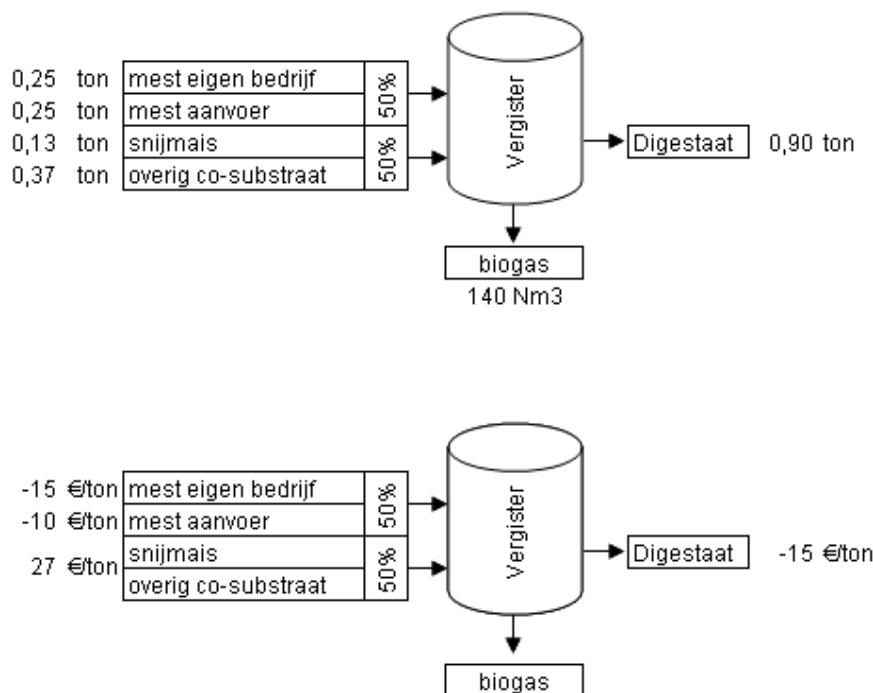 0,25 ton mest eigen bedrijf
0,25 ton mest aanvoer
50%
0,13 ton snijmais
0,37 ton overig co-substraat
50%
Vergister
Digestaat 0,90 ton
biogas
140 Nm3
-15 €/ton mest eigen bedrijf
-10 €/ton mest aanvoer
50%
27 €/ton snijmais
overig co-substraat
50%
Vergister
Digestaat -15 €/ton
biogas